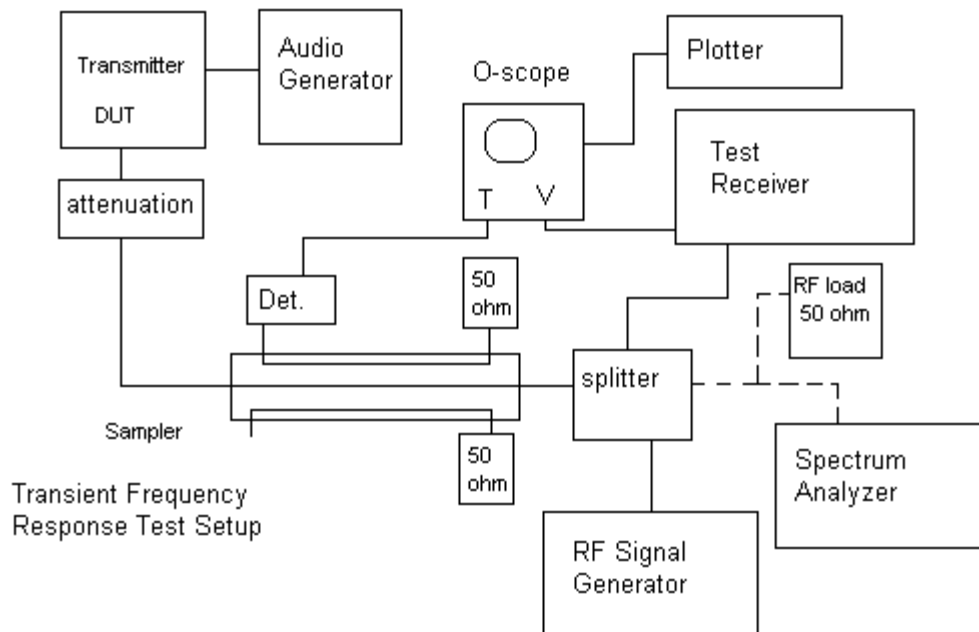 Transmitter
DUT
Audio
Generator
O-scope
Plotter
T V
Test
Receiver
attenuation
Det.
50
ohm
RF load
50 ohm
splitter
Sampler
50
ohm
Spectrum
Analyzer
Transient Frequency
Response Test Setup
RF Signal
Generator